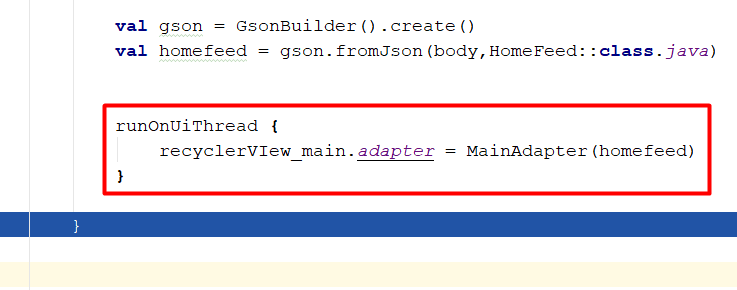 val gson = GsonBuilder().create()
val homefeed = gson.fromJson(body,HomeFeed::class.java)
runOnUiThread {
recyclerVIew_main.adapter = MainAdapter(homefeed)
}
}